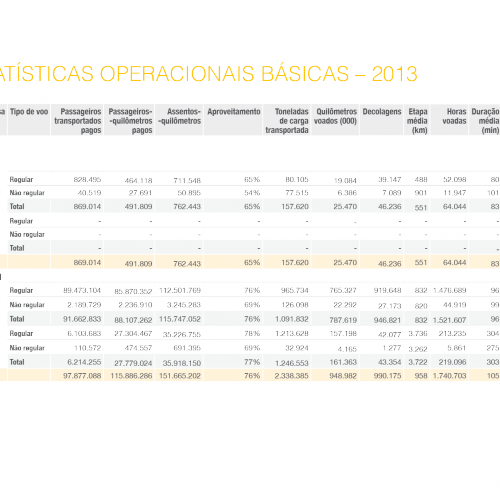 ATÍSTICAS OPERACIONAIS BÁSICAS – 2013
sa Tipo de voo Passageiros transportados pagos Passageiros- -quilômetros pagos Assentos- -quilômetros Aproveitamento Toneladas de carga transportada Quilômetros voados (000) Decolagens Etapa média (km) Horas voadas Duração média (min)
Regular 828.495 464.118 711.548 65% 80.105 19.084 39.147 488 52.098 80
Não regular 40.519 27.691 50.895 54% 77.515 6.386 7.089 901 11.947 101
Total 869.014 491.809 762.443 65% 157.620 25.470 46.236 551 64.044 83
Regular - - - - - - - - - -
Não regular - - - - - - - - - -
Total - - - - - - - - - -
869.014 491.809 762.443 65% 157.620 25.470 46.236 551 64.044 83
Regular 89.473.104 85.870.352 112.501.769 76% 965.734 765.327 919.648 832 1.476.689 96
Não regular 2.189.729 2.236.910 3.245.283 69% 126.098 22.292 27.173 820 44.919 99
Total 91.662.833 88.107.262 115.747.052 76% 1.091.832 787.619 946.821 832 1.521.607 96
Regular 6.103.683 27.304.467 35.226.755 78% 1.213.628 157.198 42.077 3.736 213.235 304
Não regular 110.572 474.557 691.395 69% 32.924 4.165 1.277 3.262 5.861 275
Total 6.214.255 27.779.024 35.918.150 77% 1.246.553 161.363 43.354 3.722 219.096 303
97.877.088 115.886.286 151.665.202 76% 2.338.385 948.982 990.175 958 1.740.703 105